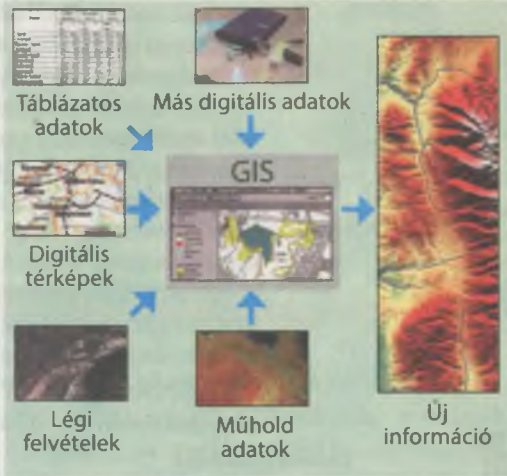 Táblázatos
adatok
Más digitális adatok
GIS
Digitális
térképek
Légi
felvételek
Műhold
adatok
Új
információ